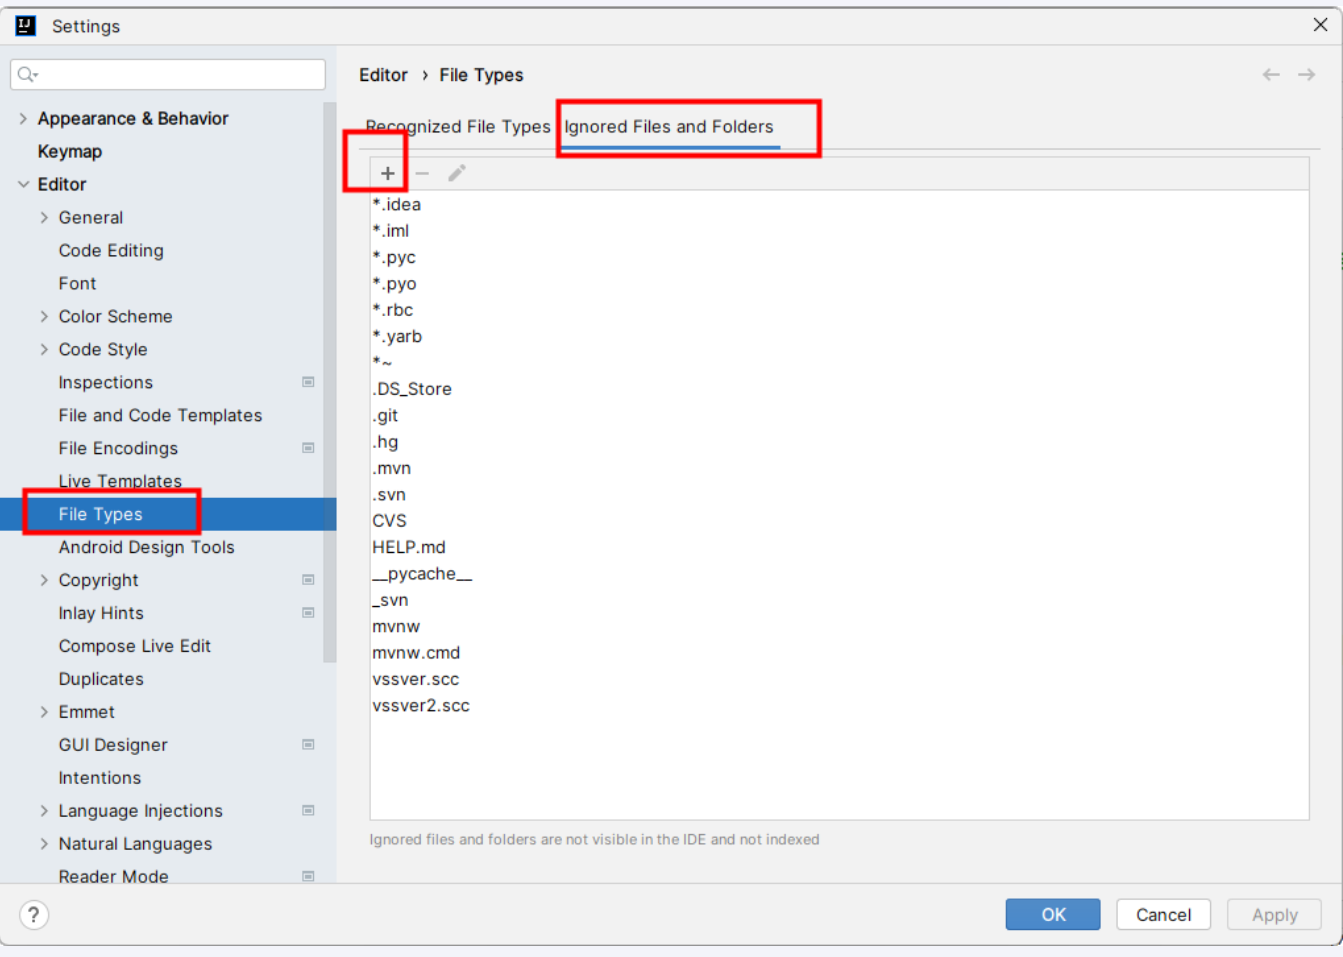 Settings
Appearance & Behavior
Keymap
Editor
General
Code Editing
Font
Color Scheme
Code Style
Inspections
File and Code Templates
File Encodings
Live Templates
File Types
Android Design Tools
Copyright
Inlay Hints
Compose Live Edit
Duplicates
Emmet
GUI Designer
Intentions
Language Injections
Natural Languages
Reader Mode
Editor › File Types
Recognized File Types Ignored Files and Folders
*.idea
*.iml
*.pyc
*.pyo
*.rbc
*.yarb
*~
.DS_Store
.git
.hg
.mvn
.svn
CVS
HELP.md
__pycache__
_svn
mvnw
mvnw.cmd
vssver.scc
vssver2.scc
Ignored files and folders are not visible in the IDE and not indexed
? OK Cancel Apply